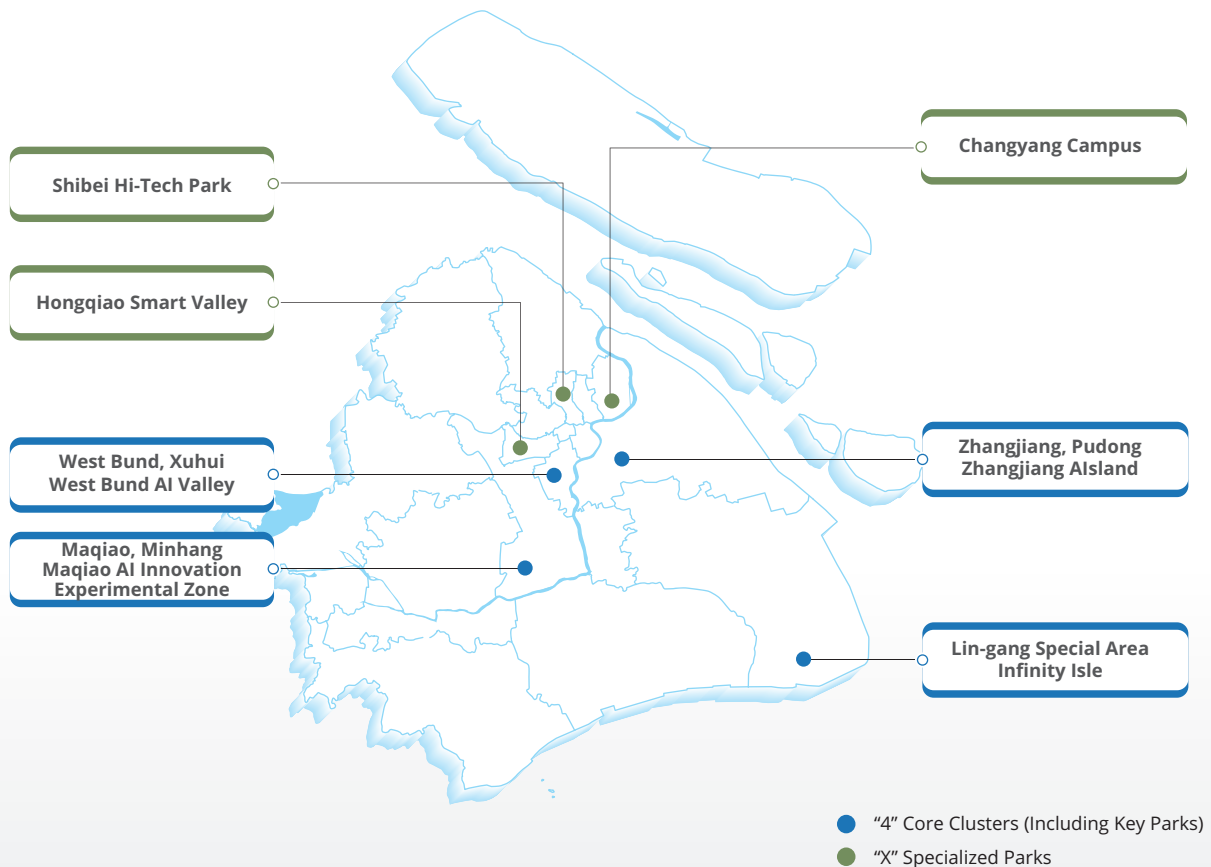 Changyang Campus
Shibei Hi-Tech Park
Hongqiao Smart Valley
West Bund, Xuhui
West Bund AI Valley
Zhangjiang, Pudong
Zhangjiang AIsland
Maqiao, Minhang
Maqiao AI Innovation
Experimental Zone
Lin-gang Special Area
Infinity Isle
“4” Core Clusters (Including Key Parks)
“X” Specialized Parks